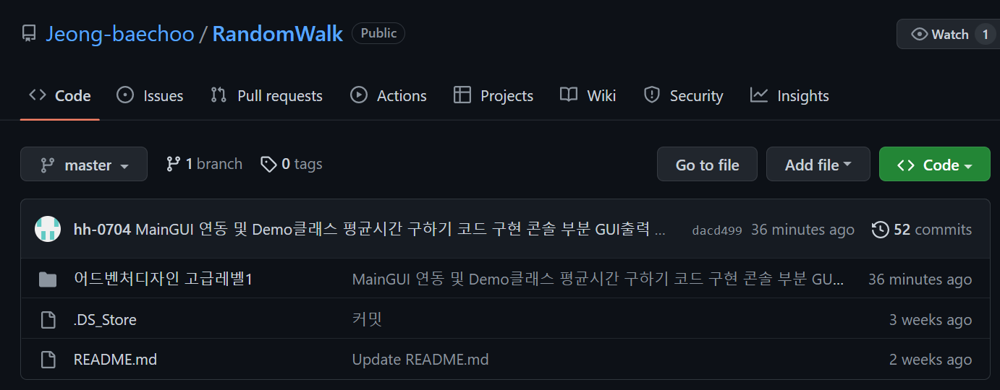 Jeong-baechoo / RandomWalk Public Watch 1
Code Issues Pull requests Actions Projects Wiki Security Insights
master 1 branch 0 tags Go to file Add file Code
hh-0704 MainGUI 연동 및 Demo클래스 평균시간 구하기 코드 구현 콘솔 부분 GUI출력 ... dacd499 36 minutes ago 52 commits
어드벤처디자인 고급레벨1 MainGUI 연동 및 Demo클래스 평균시간 구하기 코드 구현 콘솔 부분 GU... 36 minutes ago
.DS_Store 커밋 3 weeks ago
README.md Update README.md 2 weeks ago